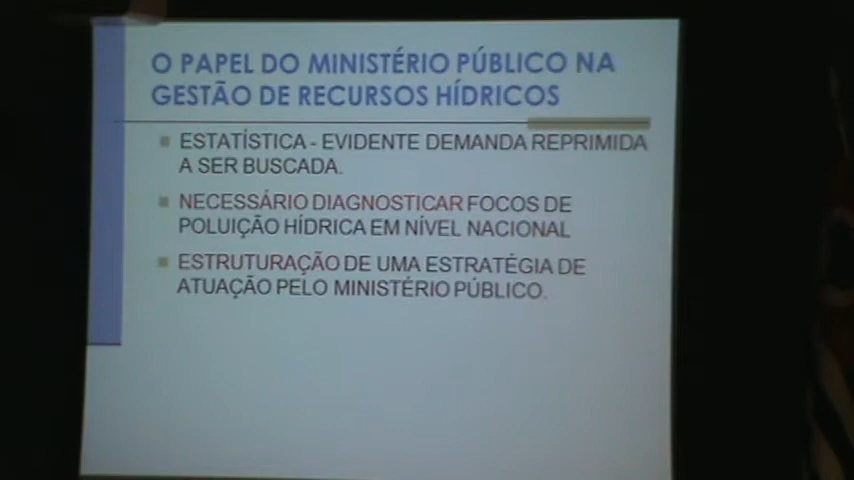 O PAPEL DO MINISTÉRIO PÚBLICO NA
GESTÃO DE RECURSOS HÍDRICOS
ESTATÍSTICA - EVIDENTE DEMANDA REPRIMIDA
A SER BUSCADA.
NECESSÁRIO DIAGNOSTICAR FOCOS DE
POLUIÇÃO HÍDRICA EM NÍVEL NACIONAL
ESTRUTURAÇÃO DE UMA ESTRATÉGIA DE
ATUAÇÃO PELO MINISTÉRIO PÚBLICO.